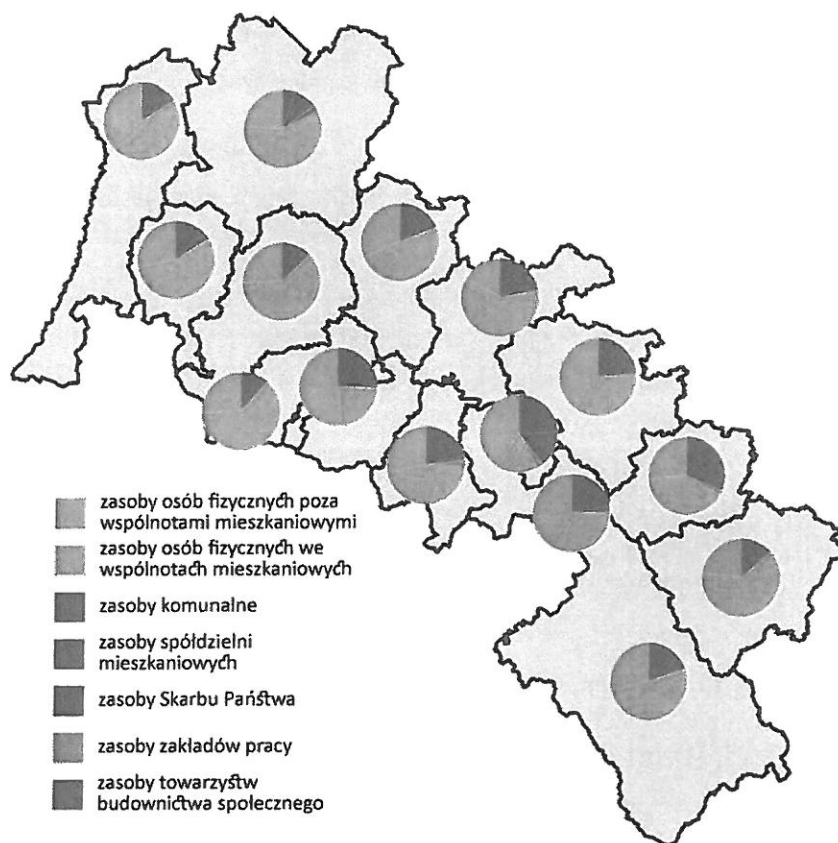 zasoby osób fizycznych poza
wspólnotami mieszkaniowymi
zasoby osób fizycznych we
wspólnotach mieszkaniowych
zasoby komunalne
zasoby spółdzielni
mieszkaniowych
zasoby Skarbu Państwa
zasoby zakładów pracy
zasoby towarzystw
budownictwa społecznego